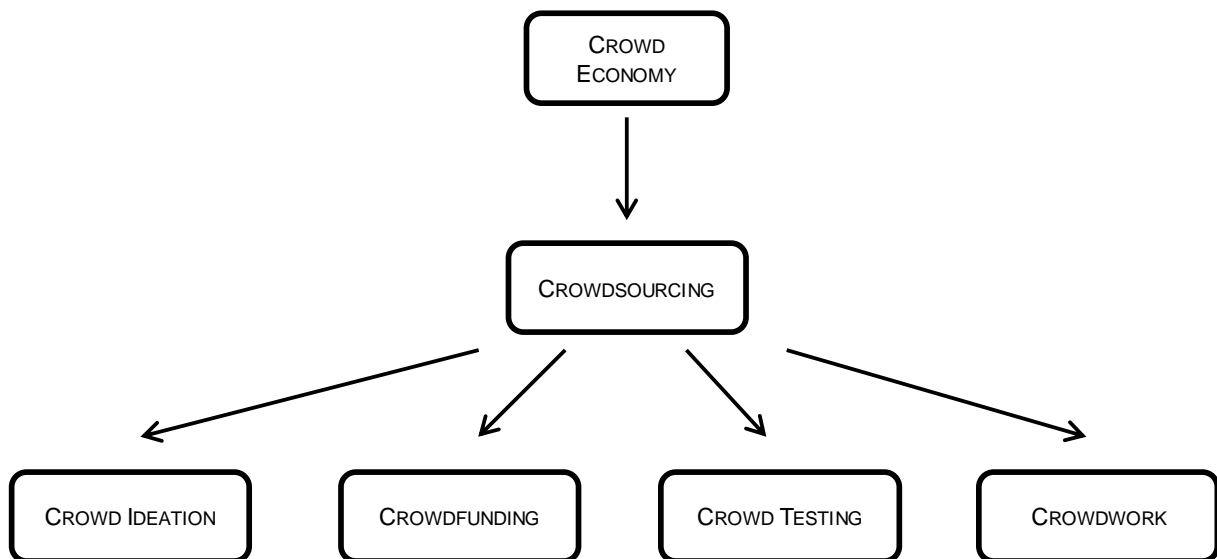 CROWD
ECONOMY
CROWDSOURCING
CROWD IDEATION
CROWDFUNDING
CROWD TESTING
CROWDWORK